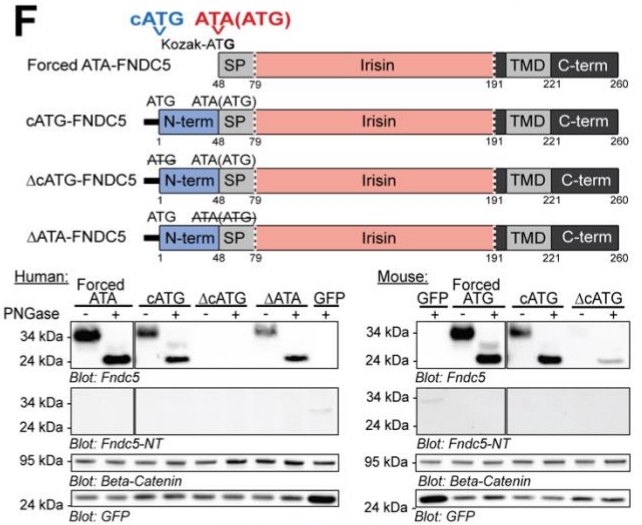 F
cATG ATA(ATG)
Kozak-ATG
Forced ATA-FNDC5 SP Irisin TMD C-term
48 79 191 221 260
ATG ATA(ATG)
cATG-FNDC5 N-term SP Irisin TMD C-term
1 48 79 191 221 260
ATG ATA(ATG)
ΔcATG-FNDC5 N-term SP Irisin TMD C-term
1 48 79 191 221 260
ATG ATA(ATG)
ΔATA-FNDC5 N-term SP Irisin TMD C-term
1 48 79 191 221 260
Human:
Forced
ATA cATG ΔcATG ΔATA GFP
PNGase - + - + - + - + +
34 kDa
24 kDa
Blot: Fndc5
34 kDa
24 kDa
Blot: Fndc5-NT
95 kDa
Blot: Beta-Catenin
24 kDa
Blot: GFP
Mouse:
Forced
GFP ATG cATG ΔcATG
+ - + - + - +
34 kDa
24 kDa
Blot: Fndc5
34 kDa
24 kDa
Blot: Fndc5-NT
95 kDa
Blot: Beta-Catenin
24 kDa
Blot: GFP